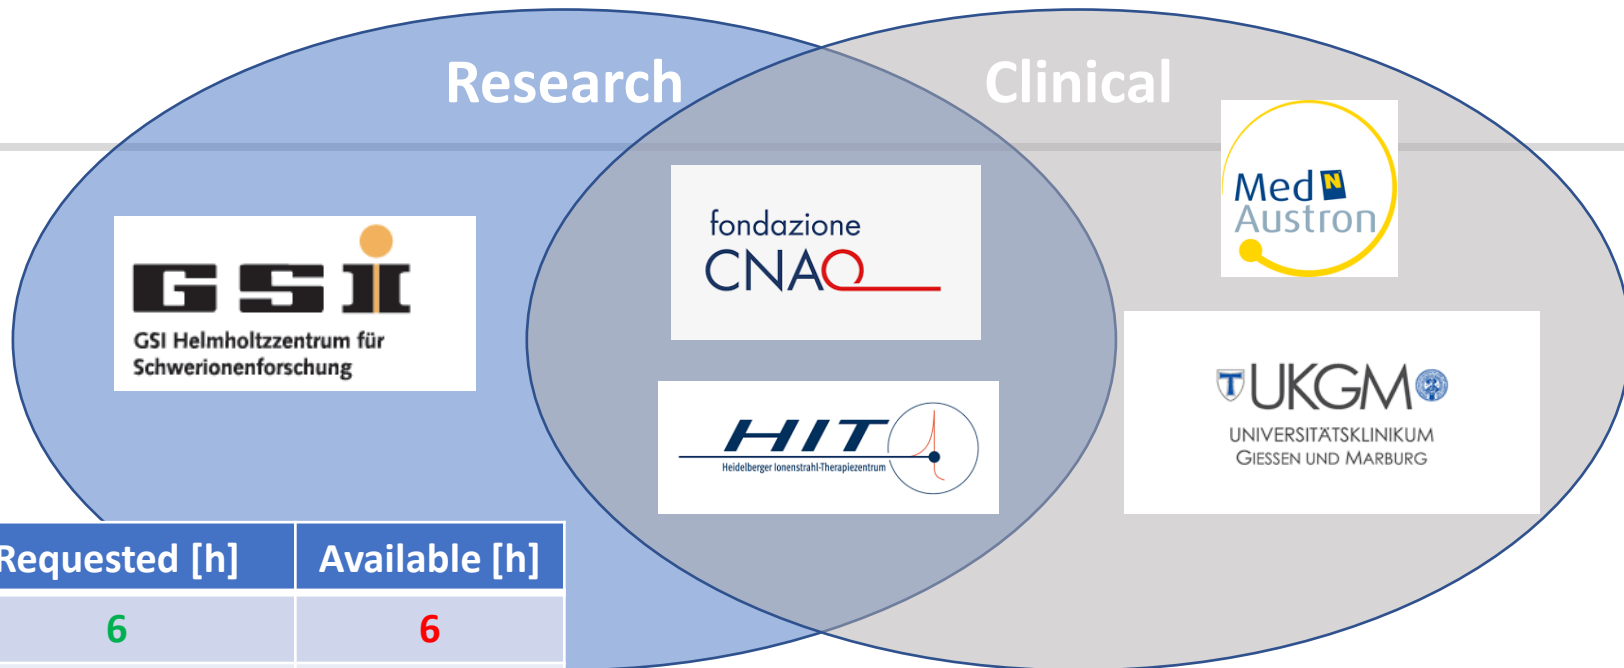 Research
Clinical
GSI
GSI Helmholtzzentrum für
Schwerionenforschung
fondazione
CNAO
HIT
Heidelberger Ionenstrahl-Therapiezentrum
Med N
Austron
UKGM
UNIVERSITÄTSKLINIKUM
GIESSEN UND MARBURG
Requested [h] Available [h]
6 6